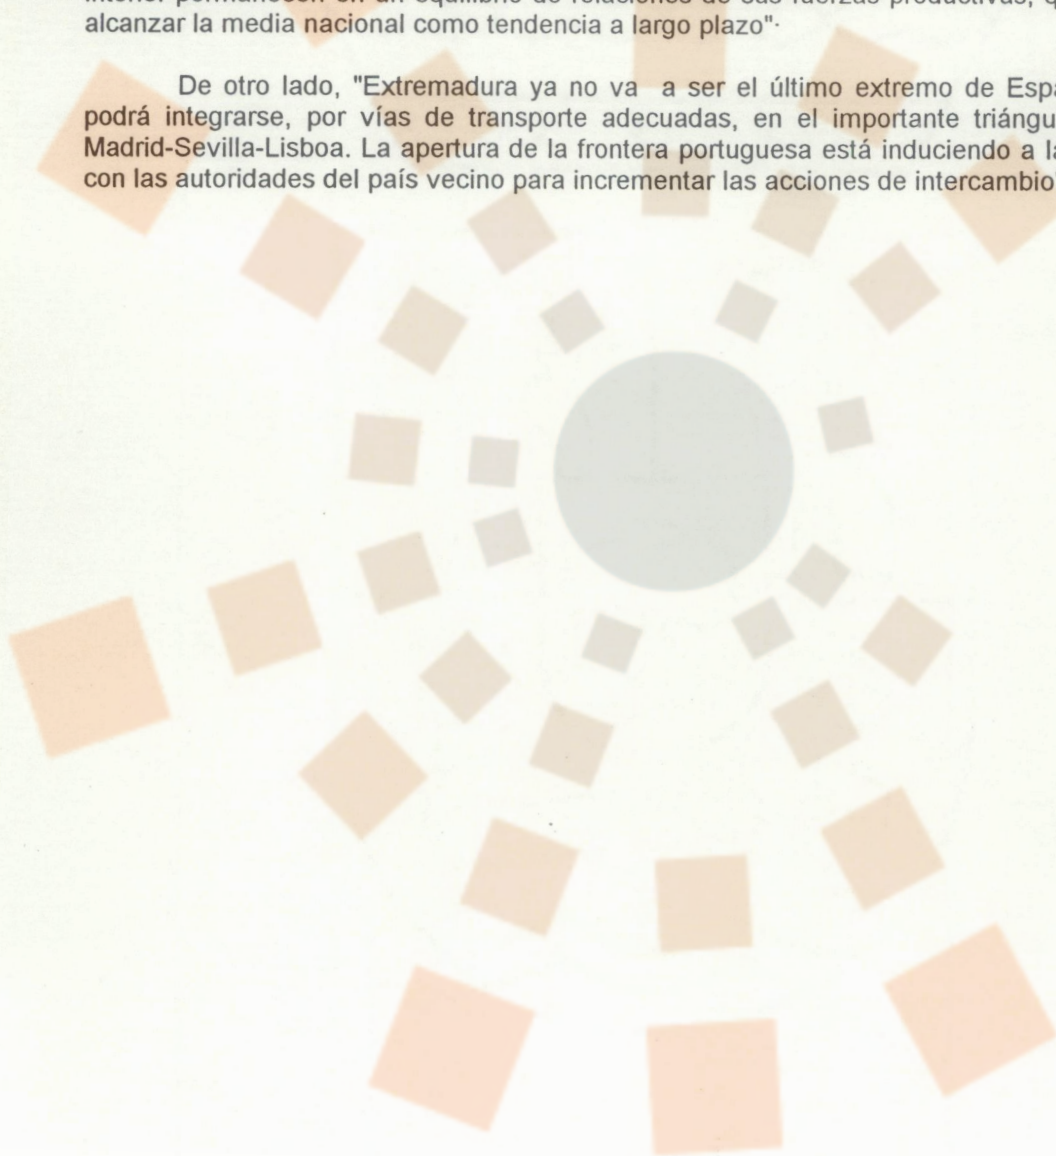 alcanzar la media nacional como tendencia a largo plazo"·
De otro lado, "Extremadura ya no va a ser el último extremo de
podrá integrarse, por vías de transporte adecuadas, en el importante
Madrid-Sevilla-Lisboa. La apertura de la frontera portuguesa está induciendo a
con las autoridades del país vecino para incrementar las acciones de intercambio